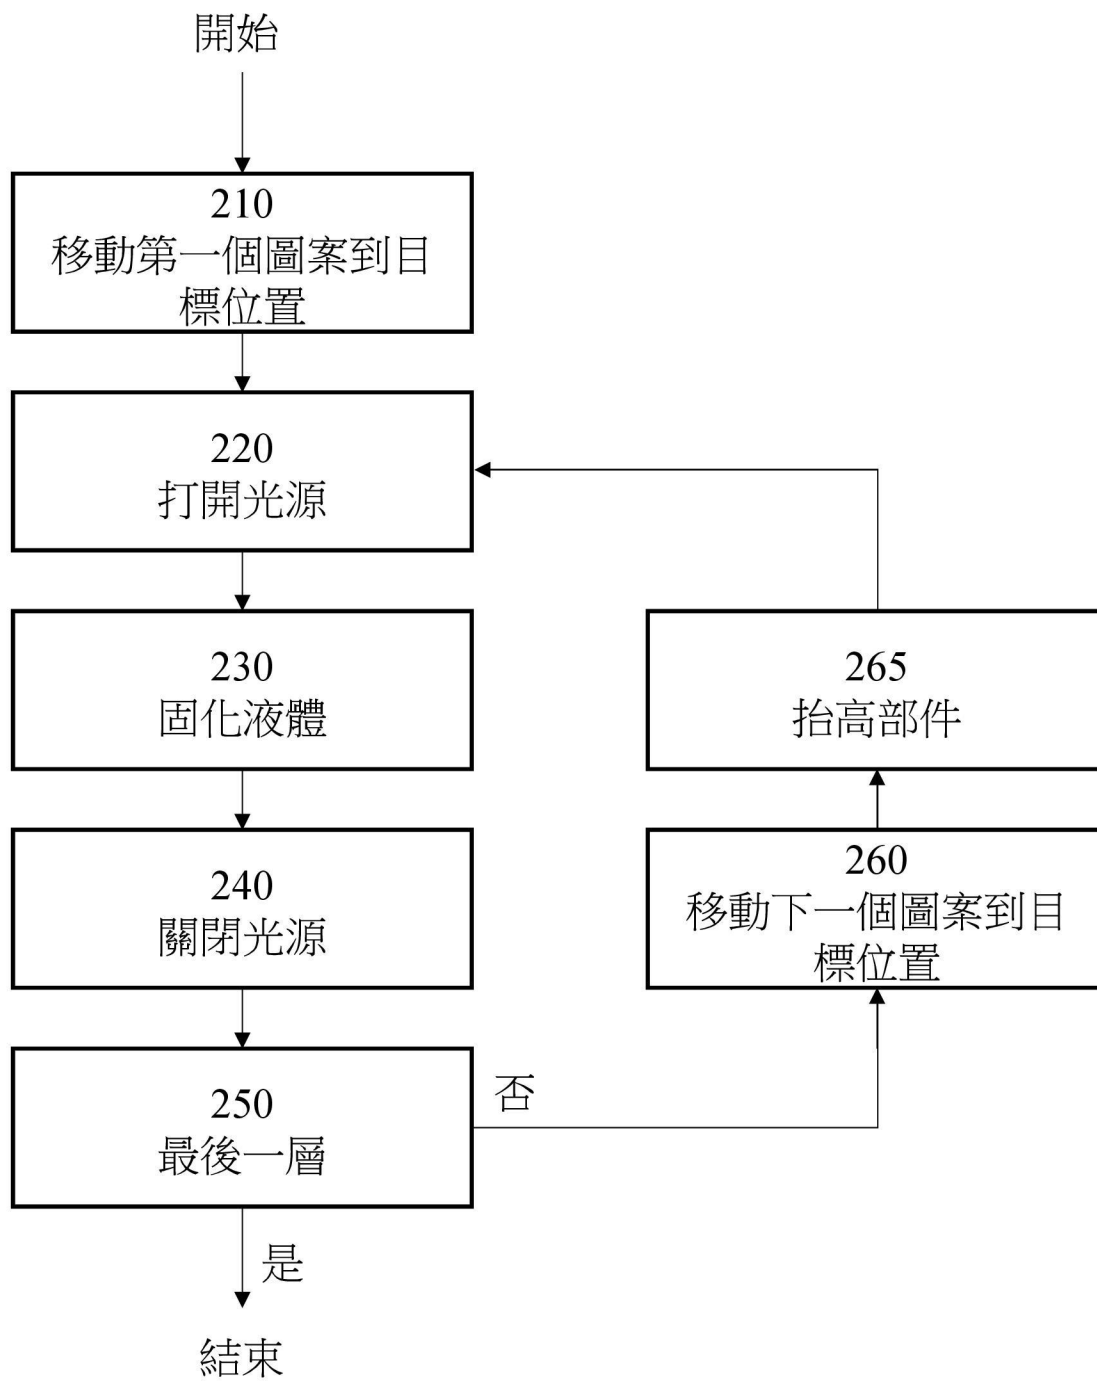 開始
210
移動第一個圖案到目
標位置
220
打開光源
230
固化液體
240
關閉光源
250
最後一層
否
是
結束
265
抬高部件
260
移動下一個圖案到目
標位置